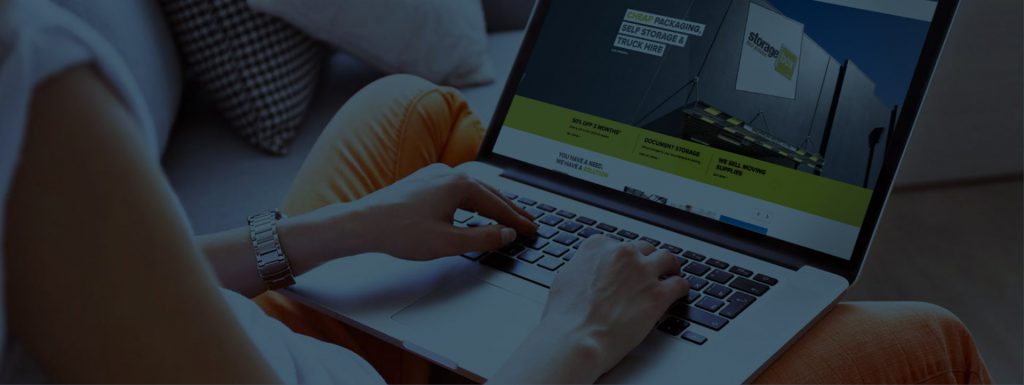 CHEAP PACKAGING,
SELF STORAGE &
TRUCK HIRE
storage
50% OFF 2 MONTHS*
DOCUMENT STORAGE
WE SELL MOVING
SUPPLIES
YOU HAVE A NEED,
WE HAVE A SOLUTION